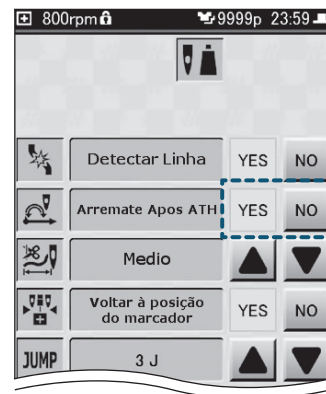 800rpm 9999p 23:59
Detectar Linha YES NO
Arremate Apos ATH YES NO
Medio
Voltar à posição
do marcador YES NO
JUMP 3 J